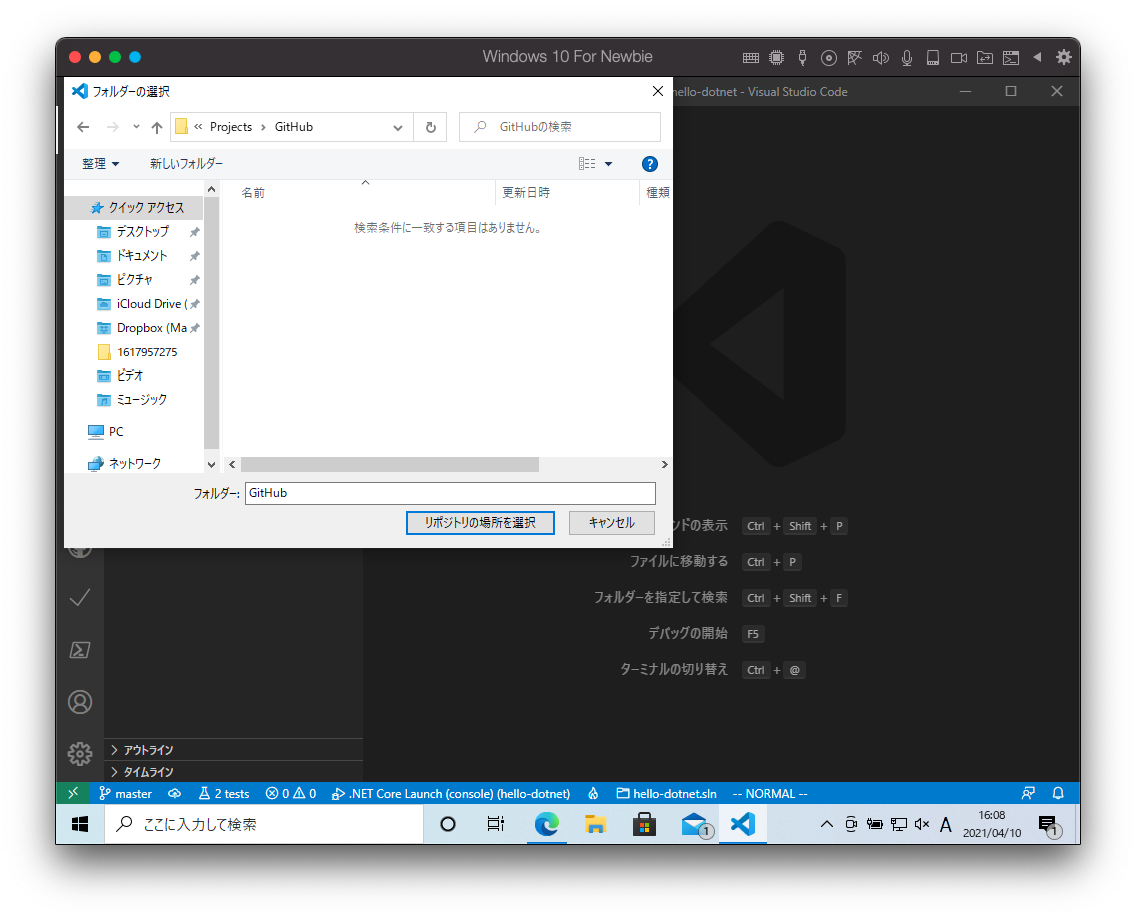 Windows 10 For Newbie
フォルダーの選択
hello-dotnet - Visual Studio Code
« Projects › GitHub
GitHubの検索
整理
新しいフォルダー
?
名前
更新日時
種類
検索条件に一致する項目はありません。
クイック アクセス
デスクトップ
ドキュメント
ピクチャ
iCloud Drive (
Dropbox (Ma
1617957275
ビデオ
ミュージック
PC
ネットワーク
フォルダー: GitHub
リポジトリの場所を選択
キャンセル
ンドの表示 Ctrl + Shift + P
ファイルに移動する Ctrl + P
フォルダーを指定して検索 Ctrl + Shift + F
デバッグの開始 F5
ターミナルの切り替え Ctrl + @
アウトライン
タイムライン
master 2 tests 0 0 .NET Core Launch (console) (hello-dotnet) hello-dotnet.sln -- NORMAL --
ここに入力して検索
1
A
16:08
2021/04/10
1